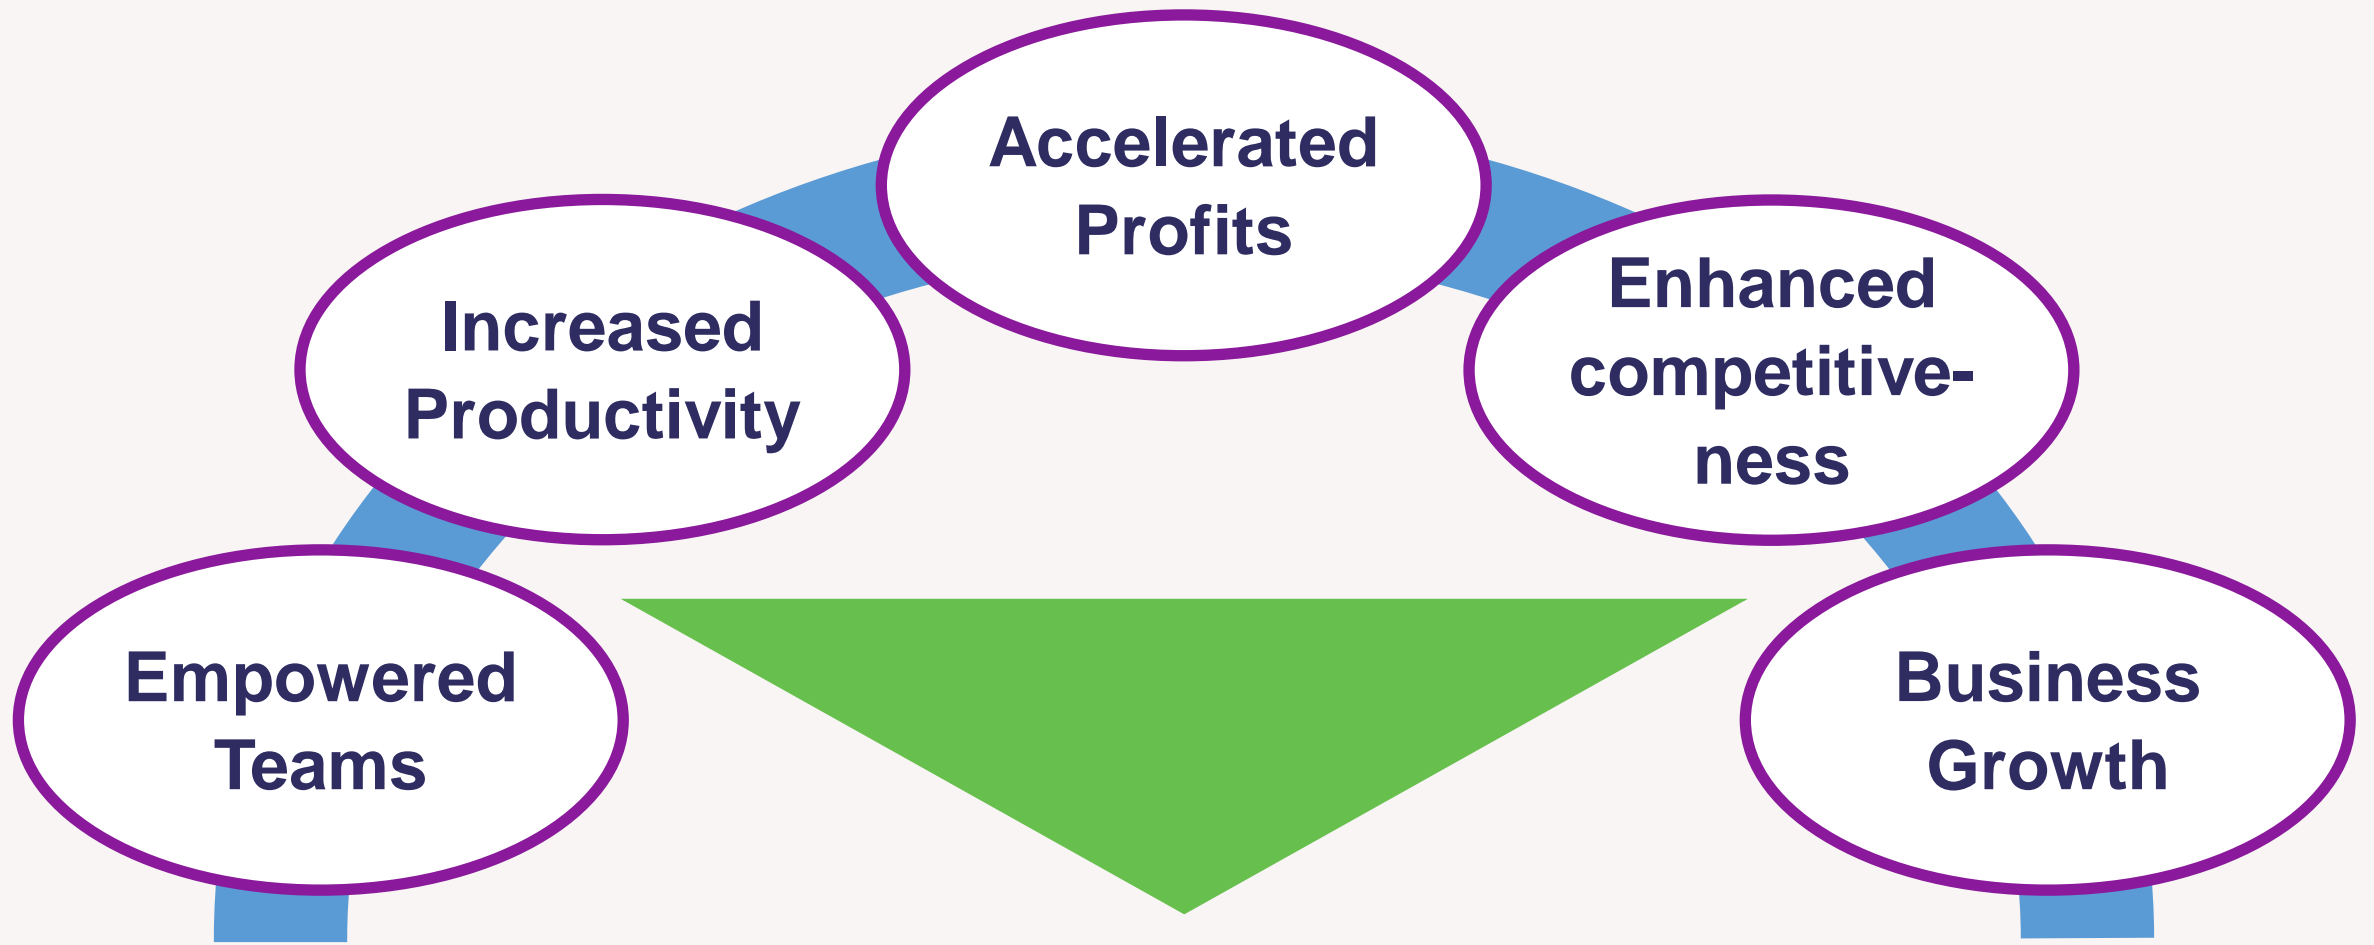 Accelerated
Profits
Increased
Productivity
Enhanced
competitive-
ness
Empowered
Teams
Business
Growth